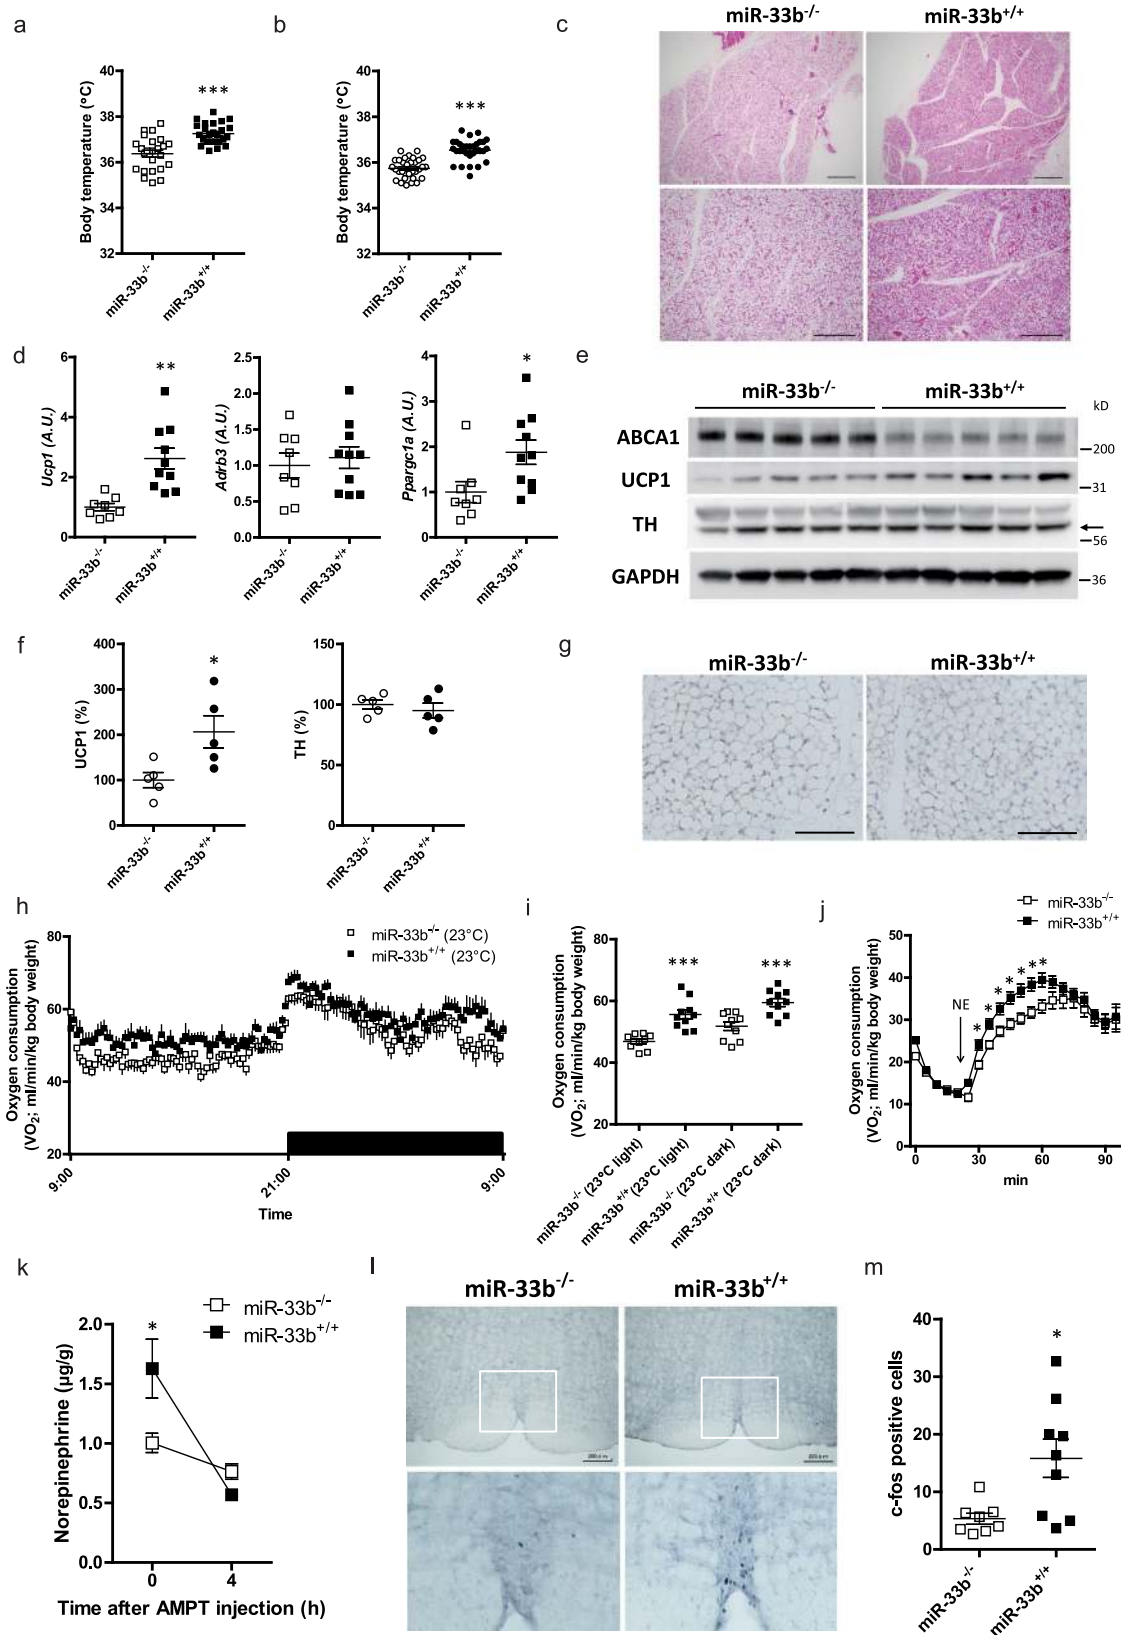 a
b
c
miR-33b-/-
miR-33b+/+
Body temperature (°C)
40
38
36
34
32
***
miR-33b-/-
miR-33b+/+
Body temperature (°C)
40
38
36
34
32
***
miR-33b-/-
miR-33b+/+
d
Ucp1 (A.U.)
6
4
2
0
**
miR-33b-/-
miR-33b+/+
Adrb3 (A.U.)
2.5
2.0
1.5
1.0
0.5
0.0
miR-33b-/-
miR-33b+/+
Ppargc1a (A.U.)
4
3
2
1
0
*
miR-33b-/-
miR-33b+/+
e
miR-33b-/-
miR-33b+/+
kD
ABCA1
200
UCP1
31
TH
56
GAPDH
36
f
UCP1 (%)
400
300
200
100
0
*
miR-33b-/-
miR-33b+/+
TH (%)
150
100
50
0
miR-33b-/-
miR-33b+/+
g
miR-33b-/-
miR-33b+/+
h
Oxygen consumption
(VO2; ml/min/kg body weight)
80
60
40
20
miR-33b-/- (23°C)
miR-33b+/+ (23°C)
9:00
21:00
9:00
Time
i
Oxygen consumption
(VO2; ml/min/kg body weight)
80
60
40
20
***
***
miR-33b-/- (23°C light)
miR-33b+/+ (23°C light)
miR-33b-/- (23°C dark)
miR-33b+/+ (23°C dark)
j
miR-33b-/-
miR-33b+/+
Oxygen consumption
(VO2; ml/min/kg body weight)
50
40
30
20
10
0
NE
* * * * * * *
0
30
60
90
min
k
miR-33b-/-
miR-33b+/+
Norepinephrine (μg/g)
2.0
1.5
1.0
0.5
0.0
*
0
4
Time after AMPT injection (h)
l
miR-33b-/-
miR-33b+/+
m
c-fos positive cells
40
30
20
10
0
*
miR-33b-/-
miR-33b+/+